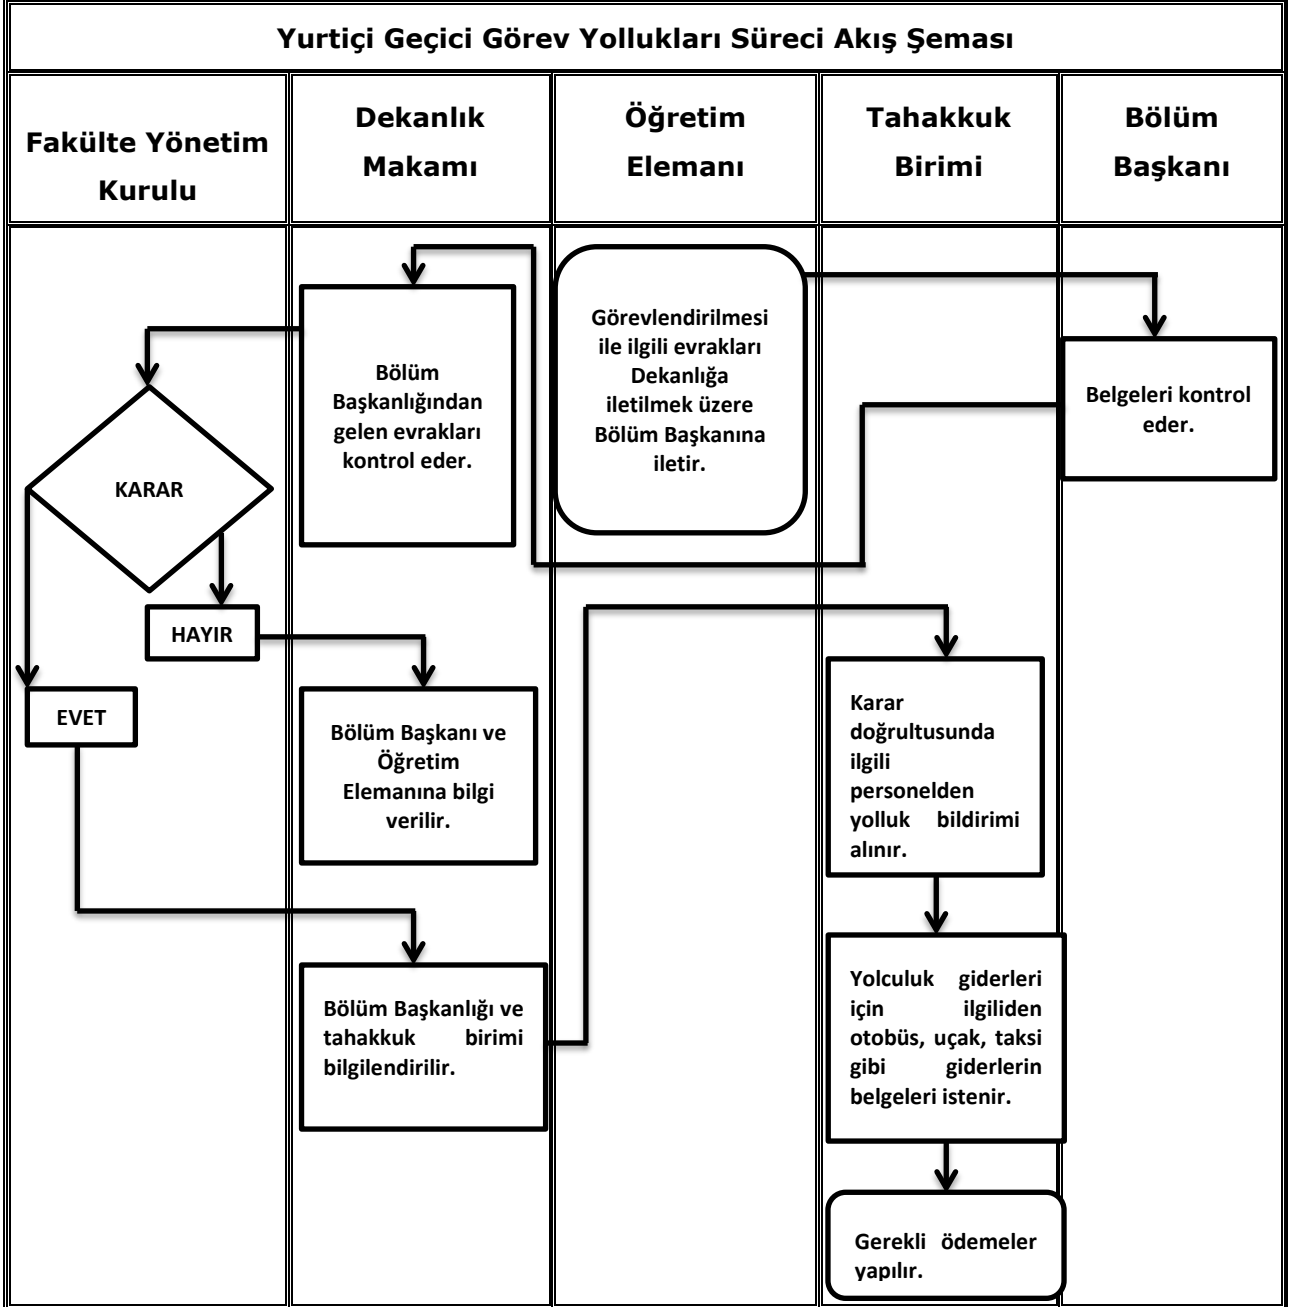 Yurtiçi Geçici Görev Yollukları Süreci Akış Şeması
Fakülte Yönetim
Kurulu
Dekanlık
Makamı
Öğretim
Elemanı
Tahakkuk
Birimi
Bölüm
Başkanı
Görevlendirilmesi
ile ilgili evrakları
Dekanlığa
iletilmek üzere
Bölüm Başkanına
iletir.
Belgeleri kontrol
eder.
Bölüm
Başkanlığından
gelen evrakları
kontrol eder.
KARAR
HAYIR
EVET
Bölüm Başkanı ve
Öğretim
Elemanına bilgi
verilir.
Bölüm Başkanlığı ve
tahakkuk birimi
bilgilendirilir.
Karar
doğrultusunda
ilgili
personelden
yolluk bildirimi
alınır.
Yolculuk giderleri
için ilgiliden
otobüs, uçak, taksi
gibi giderlerin
belgeleri istenir.
Gerekli ödemeler
yapılır.